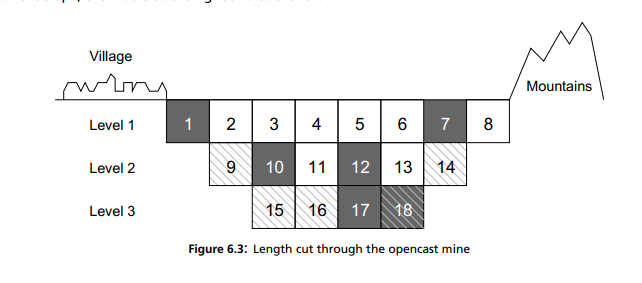 Village
Mountains
Level 1 1 2 3 4 5 6 7 8
Level 2 9 10 11 12 13 14
Level 3 15 16 17 18
Figure 6.3: Length cut through the opencast mine